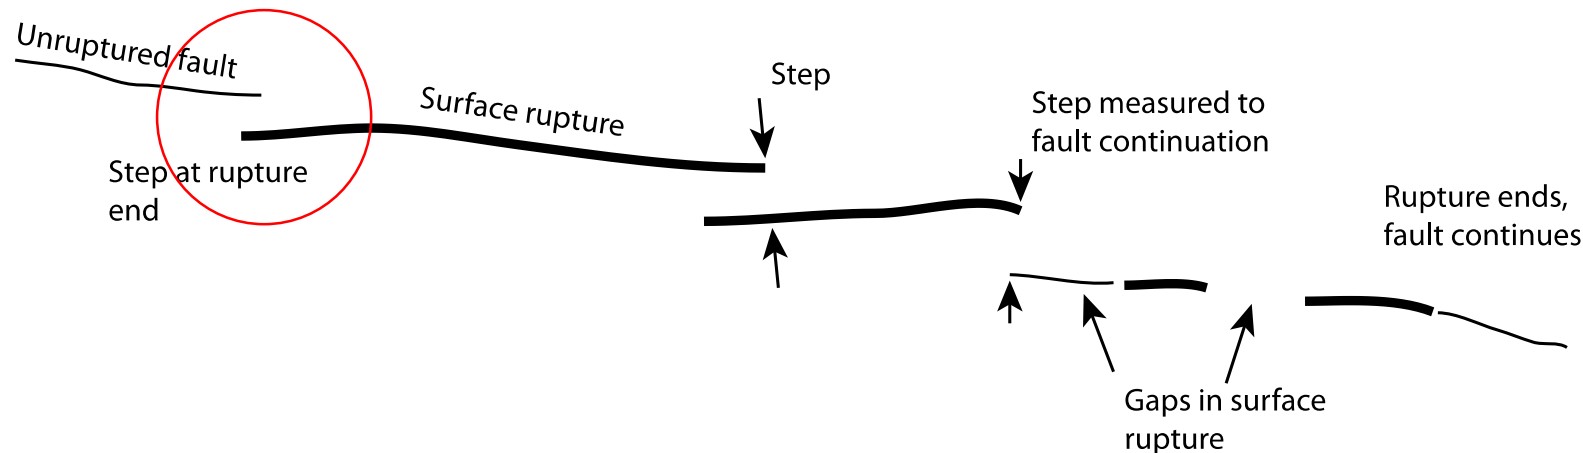 Unruptured fault
Surface rupture
Step at rupture
end
Step
Step measured to
fault continuation
Rupture ends,
fault continues
Gaps in surface
rupture